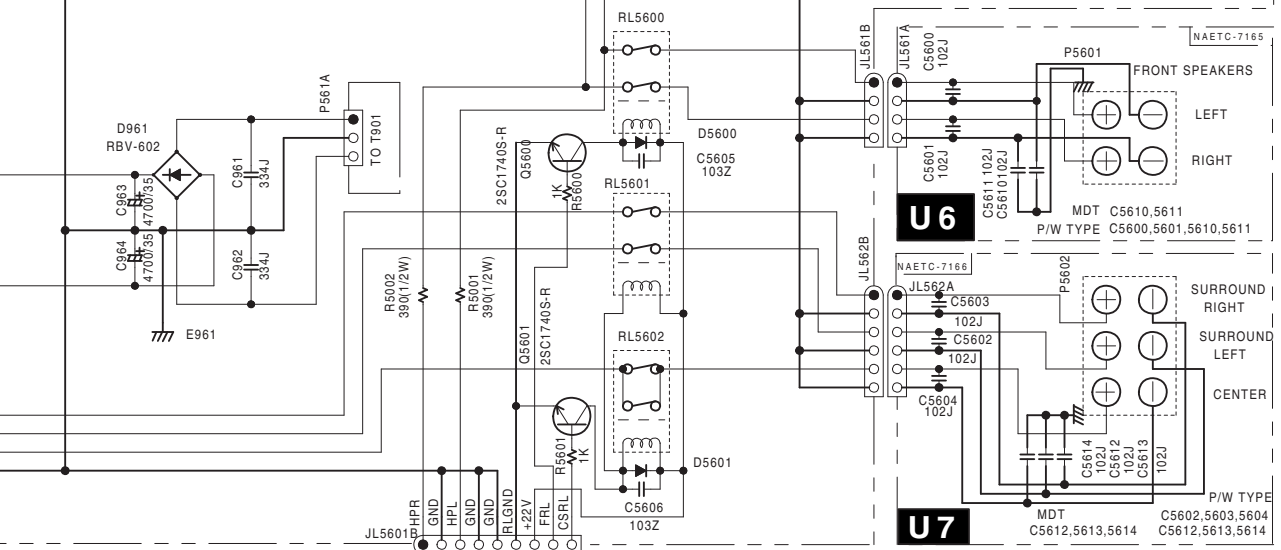 RL5600
JL561B
JL561A
C5600
102J
NAETC-7165
P5601
FRONT SPEAKERS
P561A
TO T901
LEFT
RIGHT
D961
RBV-602
C961
334J
C963
4700/35
C964
4700/35
C962
334J
E961
2SC1740S-R
Q5600
1K
R5600
D5600
C5605
103Z
RL5601
C5601
102J
C5611 102J
C5610 102J
U6
MDT C5610,5611
P/W TYPE C5600,5601,5610,5611
R5002
390(1/2W)
R5001
390(1/2W)
Q5601
2SC1740S-R
RL5602
JL562B
NAETC-7166
JL562A
C5603
102J
C5602
102J
C5604
102J
P5602
SURROUND
RIGHT
SURROUND
LEFT
CENTER
R5601
1K
D5601
C5606
103Z
C5614
102J
C5612
102J
C5613
102J
JL5601B
HPR
GND
HPL
GND
GND
RLGND
+22V
FRL
CSRL
U7
MDT
C5612,5613,5614
P/W TYPE
C5602,5603,5604
C5612,5613,5614